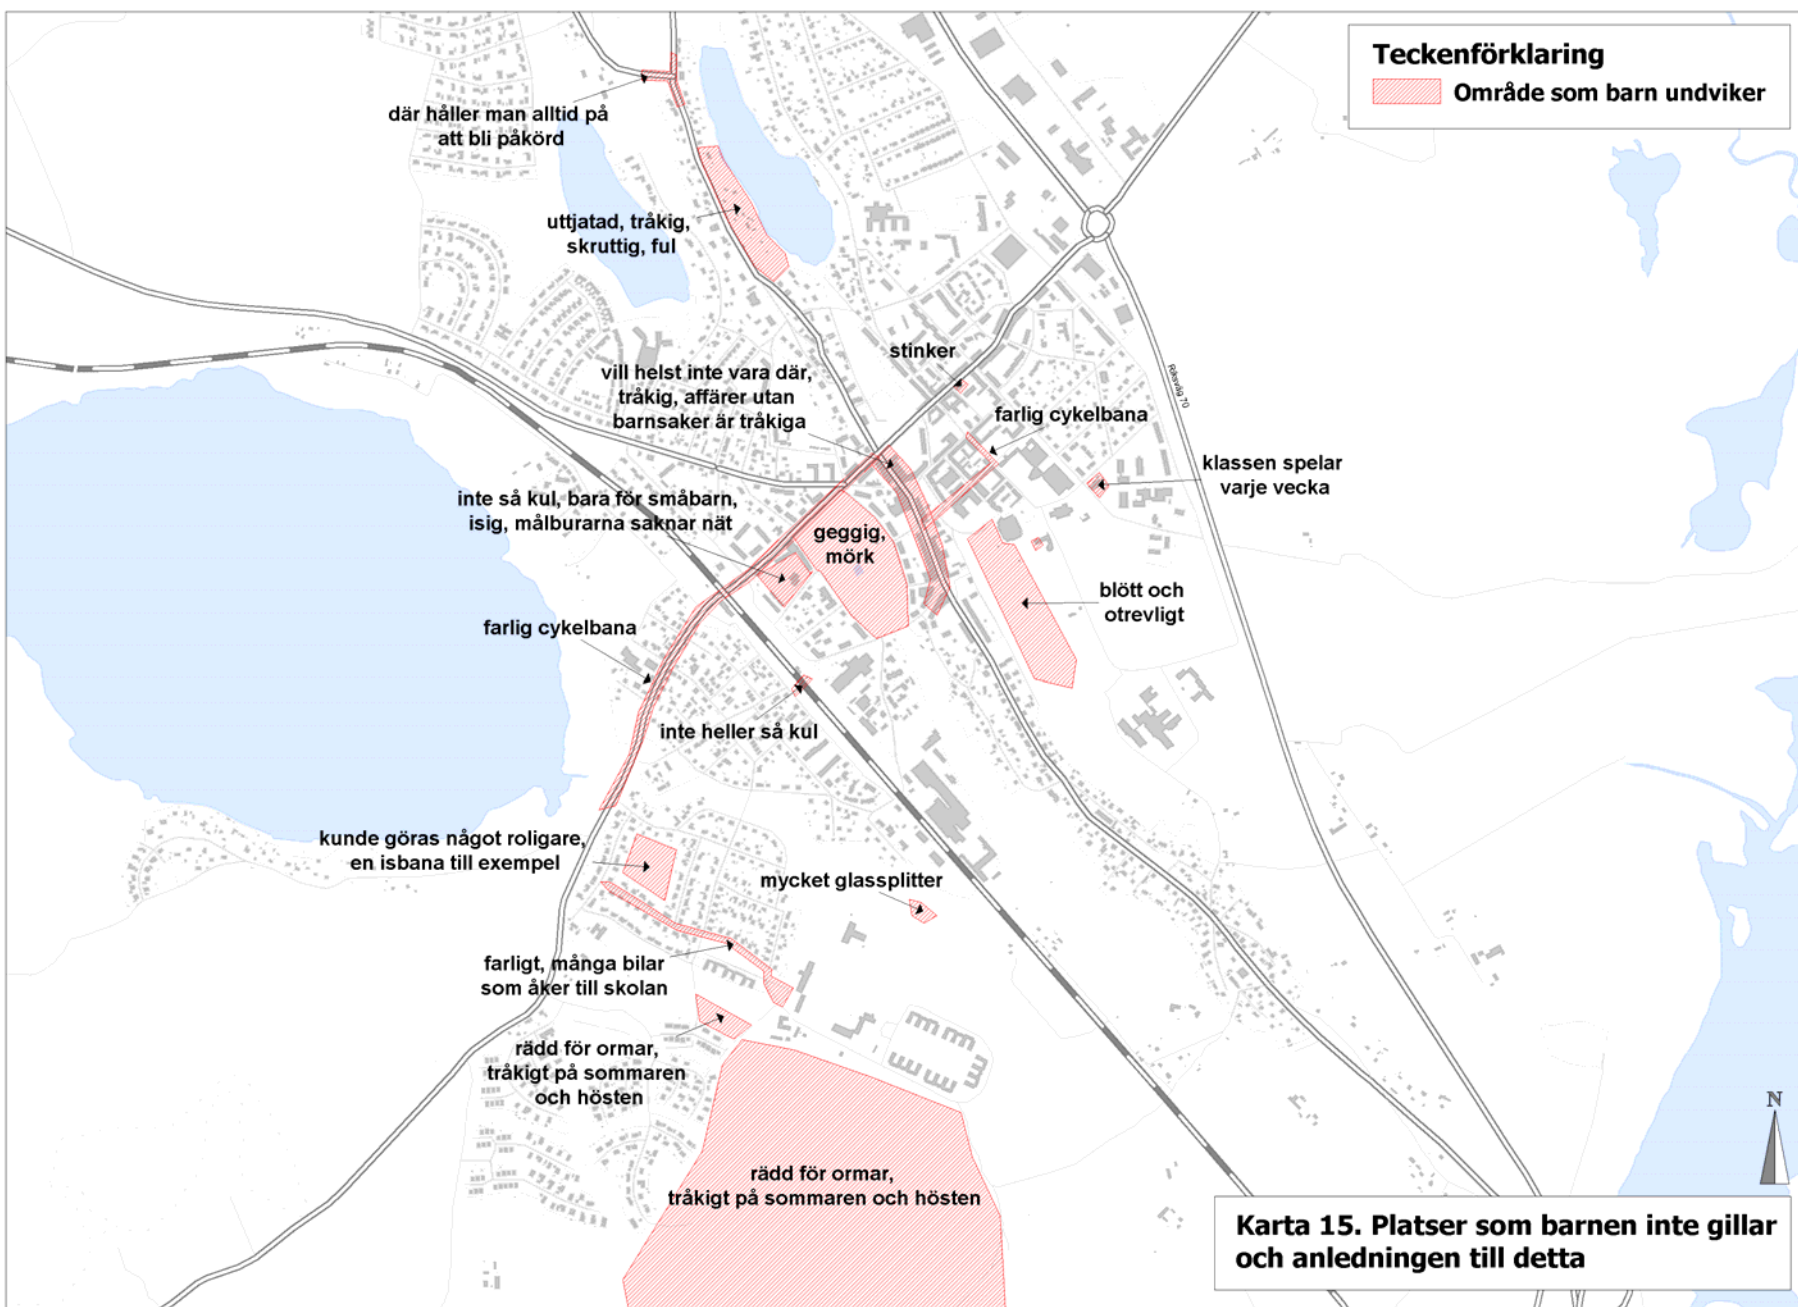 Teckenförklaring
Område som barn undviker
där håller man alltid på
att bli påkörd
uttjatad, tråkig,
skruttig, ful
stinker
vill helst inte vara där,
tråkig, affärer utan
barnsaker är tråkiga
Riksväg 70
farlig cykelbana
klassen spelar
varje vecka
inte så kul, bara för småbarn,
isig, målburarna saknar nät
geggig,
mörk
blött och
otrevligt
farlig cykelbana
inte heller så kul
kunde göras något roligare,
en isbana till exempel
mycket glassplitter
farligt, många bilar
som åker till skolan
rädd för ormar,
tråkigt på sommaren
och hösten
rädd för ormar,
tråkigt på sommaren och hösten
N
Karta 15. Platser som barnen inte gillar
och anledningen till detta